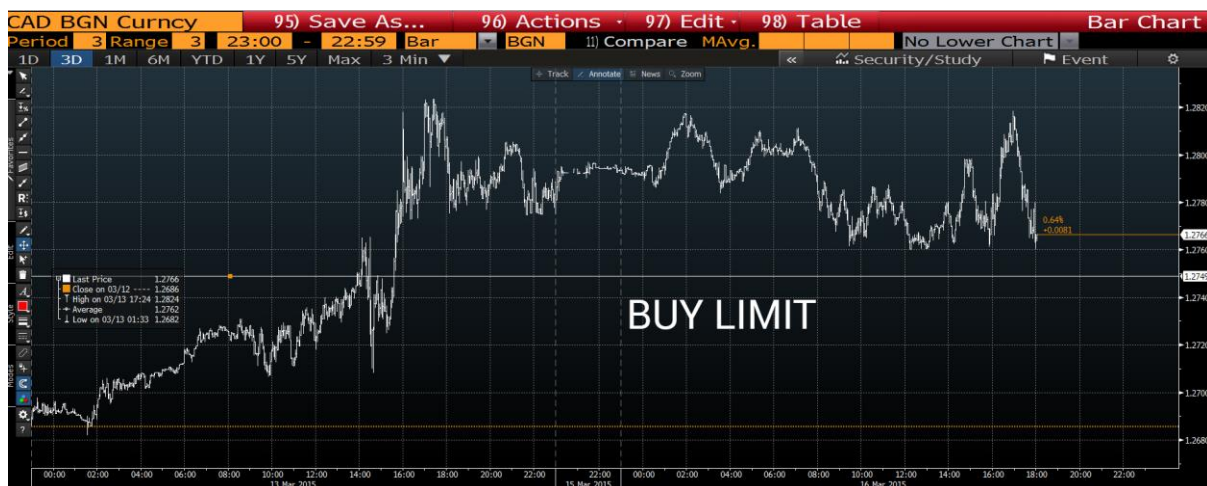 CAD BGN Curncy 95) Save As... 96) Actions 97) Edit 98) Table Bar Chart
Period 3 Range 3 23:00 - 22:59 Bar BGN 11) Compare MAvg. No Lower Chart
1D 3D 1M 6M YTD 1Y 5Y Max 3 Min « Security/Study Event
Track Annotate News Zoom
Favorites
1.2820
1.2800
1.2780
0.64%
+0.0081
1.2766
1.2760
Edit
1.2749
Last Price 1.2766
Close on 03/12 ---- 1.2686
High on 03/13 17:24 1.2824
Average 1.2762
Low on 03/13 01:33 1.2682
Style
1.2740
BUY LIMIT
1.2720
Modes
1.2700
1.2680
00:00 02:00 04:00 06:00 08:00 10:00 12:00 14:00 16:00 18:00 20:00 22:00 22:00 00:00 02:00 04:00 06:00 08:00 10:00 12:00 14:00 16:00 18:00 20:00 22:00
13 Mar 2015 15 Mar 2015 16 Mar 2015